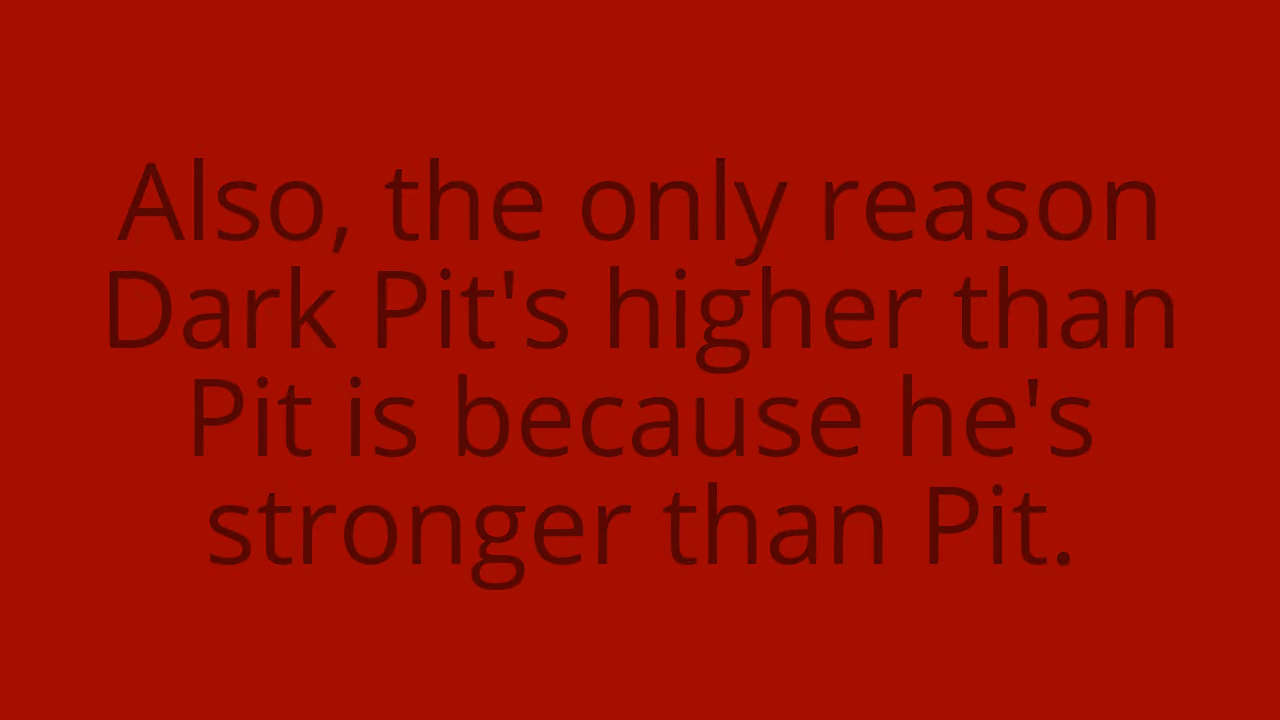 Also, the only reason
Dark Pit's higher than
Pit is because he's
stronger than Pit.